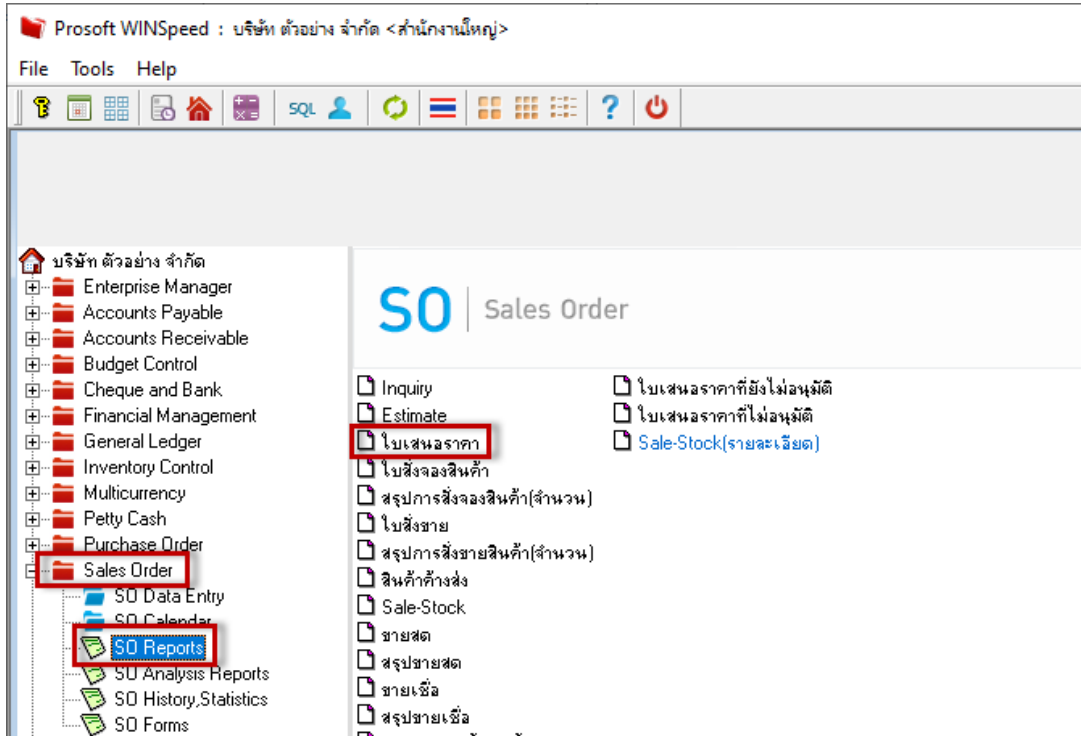 Prosoft WINSpeed : บริษัท ตัวอย่าง จำกัด <สำนักงานใหญ่>
File Tools Help
SQL
?
บริษัท ตัวอย่าง จำกัด
Enterprise Manager
Accounts Payable
Accounts Receivable
Budget Control
Cheque and Bank
Financial Management
General Ledger
Inventory Control
Multicurrency
Petty Cash
Purchase Order
Sales Order
SO Data Entry
SO Calendar
SO Reports
SO Analysis Reports
SO History,Statistics
SO Forms
SO | Sales Order
Inquiry
Estimate
ใบเสนอราคา
ใบสั่งจองสินค้า
สรุปการสั่งจองสินค้า(จำนวน)
ใบสั่งขาย
สรุปการสั่งขายสินค้า(จำนวน)
สินค้าค้างส่ง
Sale-Stock
ขายสด
สรุปขายสด
ขายเชื่อ
สรุปขายเชื่อ
ใบเสนอราคาที่ยังไม่อนุมัติ
ใบเสนอราคาที่ไม่อนุมัติ
Sale-Stock(รายละเอียด)